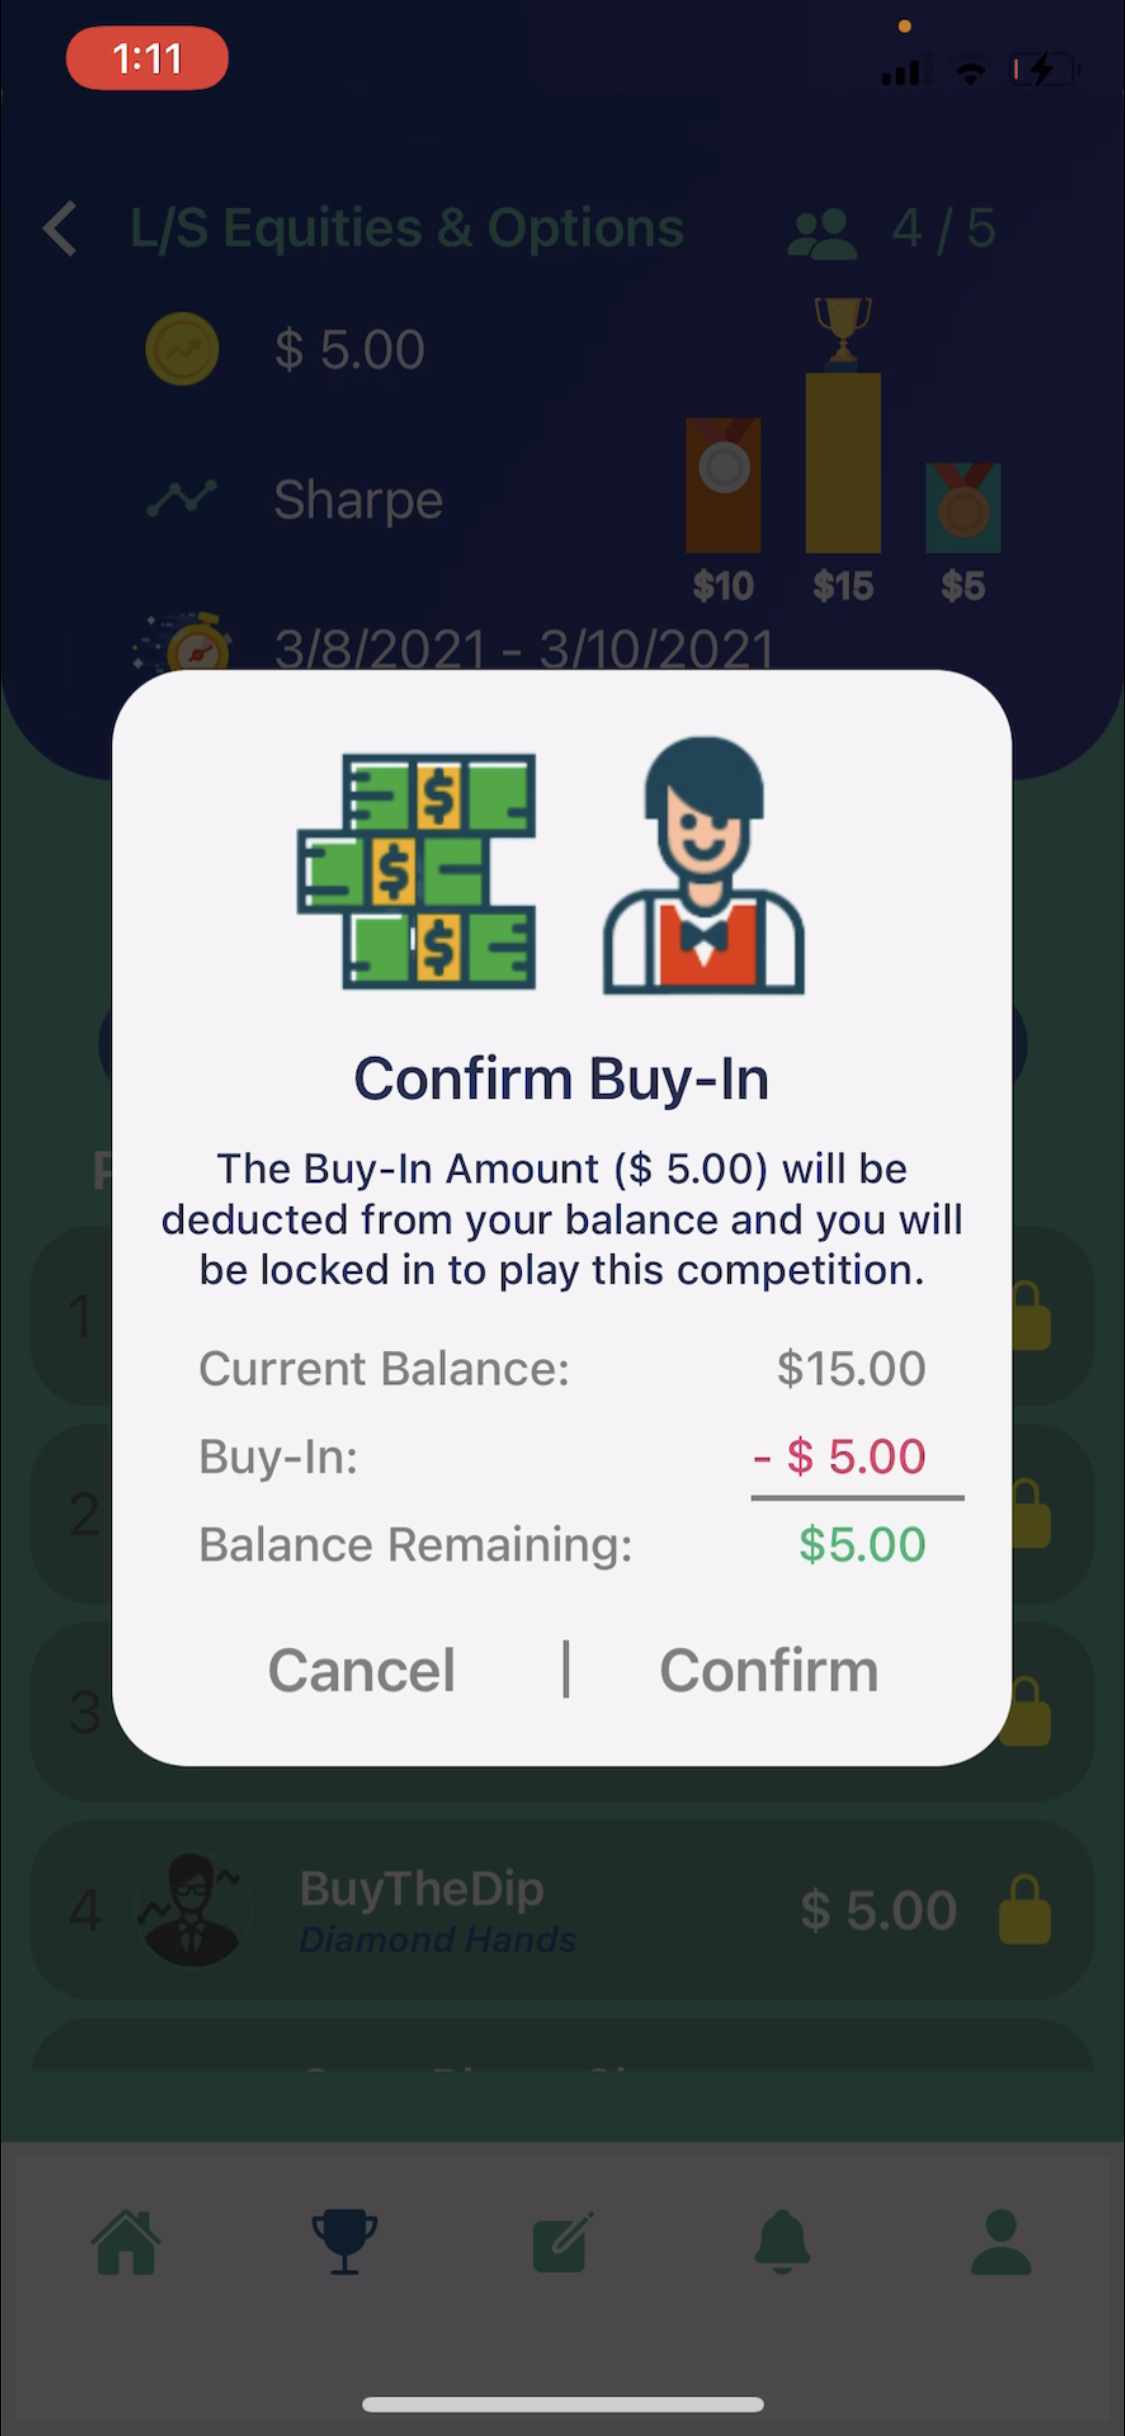 1:11
L/S Equities & Options
4 / 5
$ 5.00
Sharpe
$10
$15
$5
3/8/2021 - 3/10/2021
Confirm Buy-In
The Buy-In Amount ($ 5.00) will be
deducted from your balance and you will
be locked in to play this competition.
Current Balance: $15.00
Buy-In: - $ 5.00
Balance Remaining: $5.00
Cancel | Confirm
1
2
3
4
BuyTheDip
$ 5.00
Diamond Hands